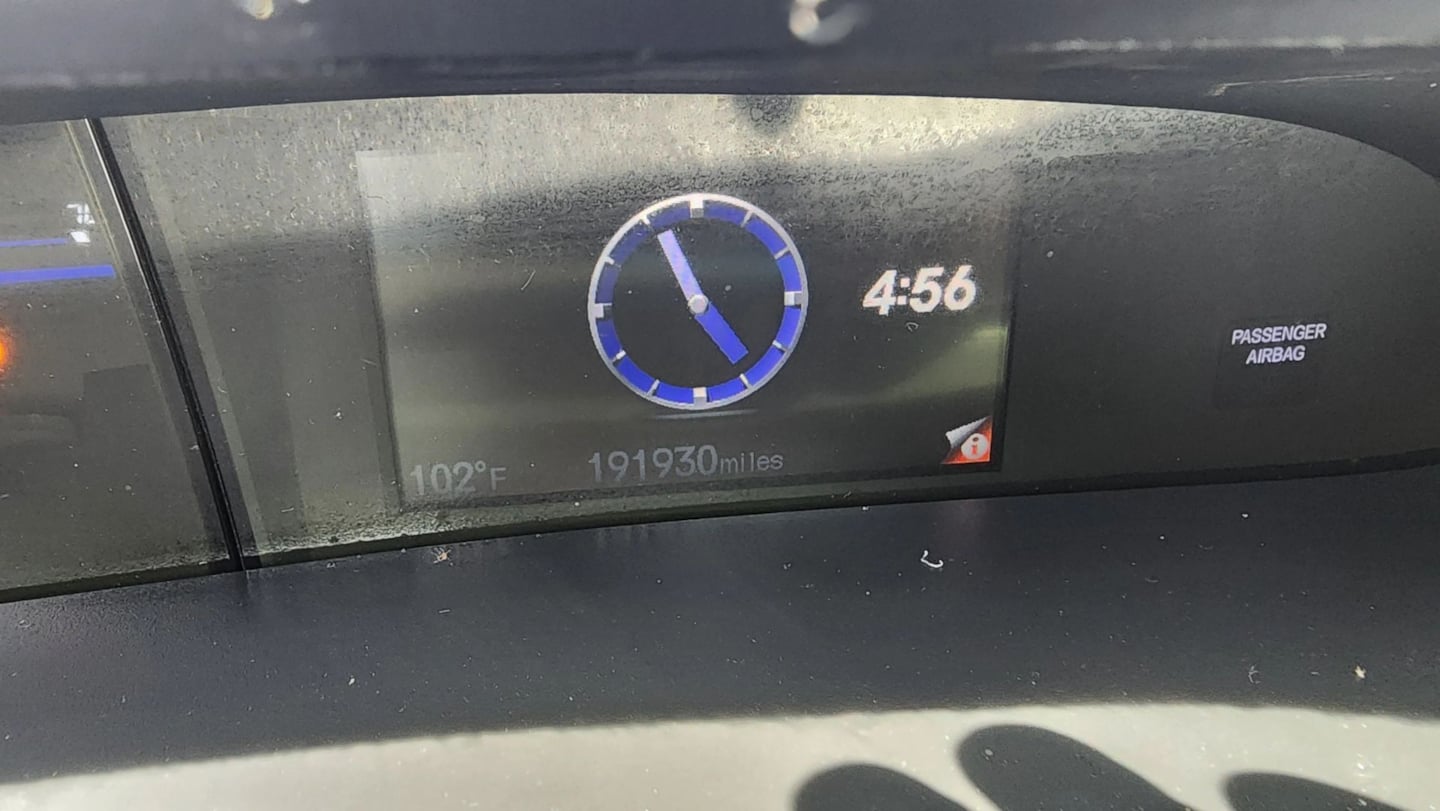 4:56
PASSENGER
AIRBAG
102°F
191930miles
i